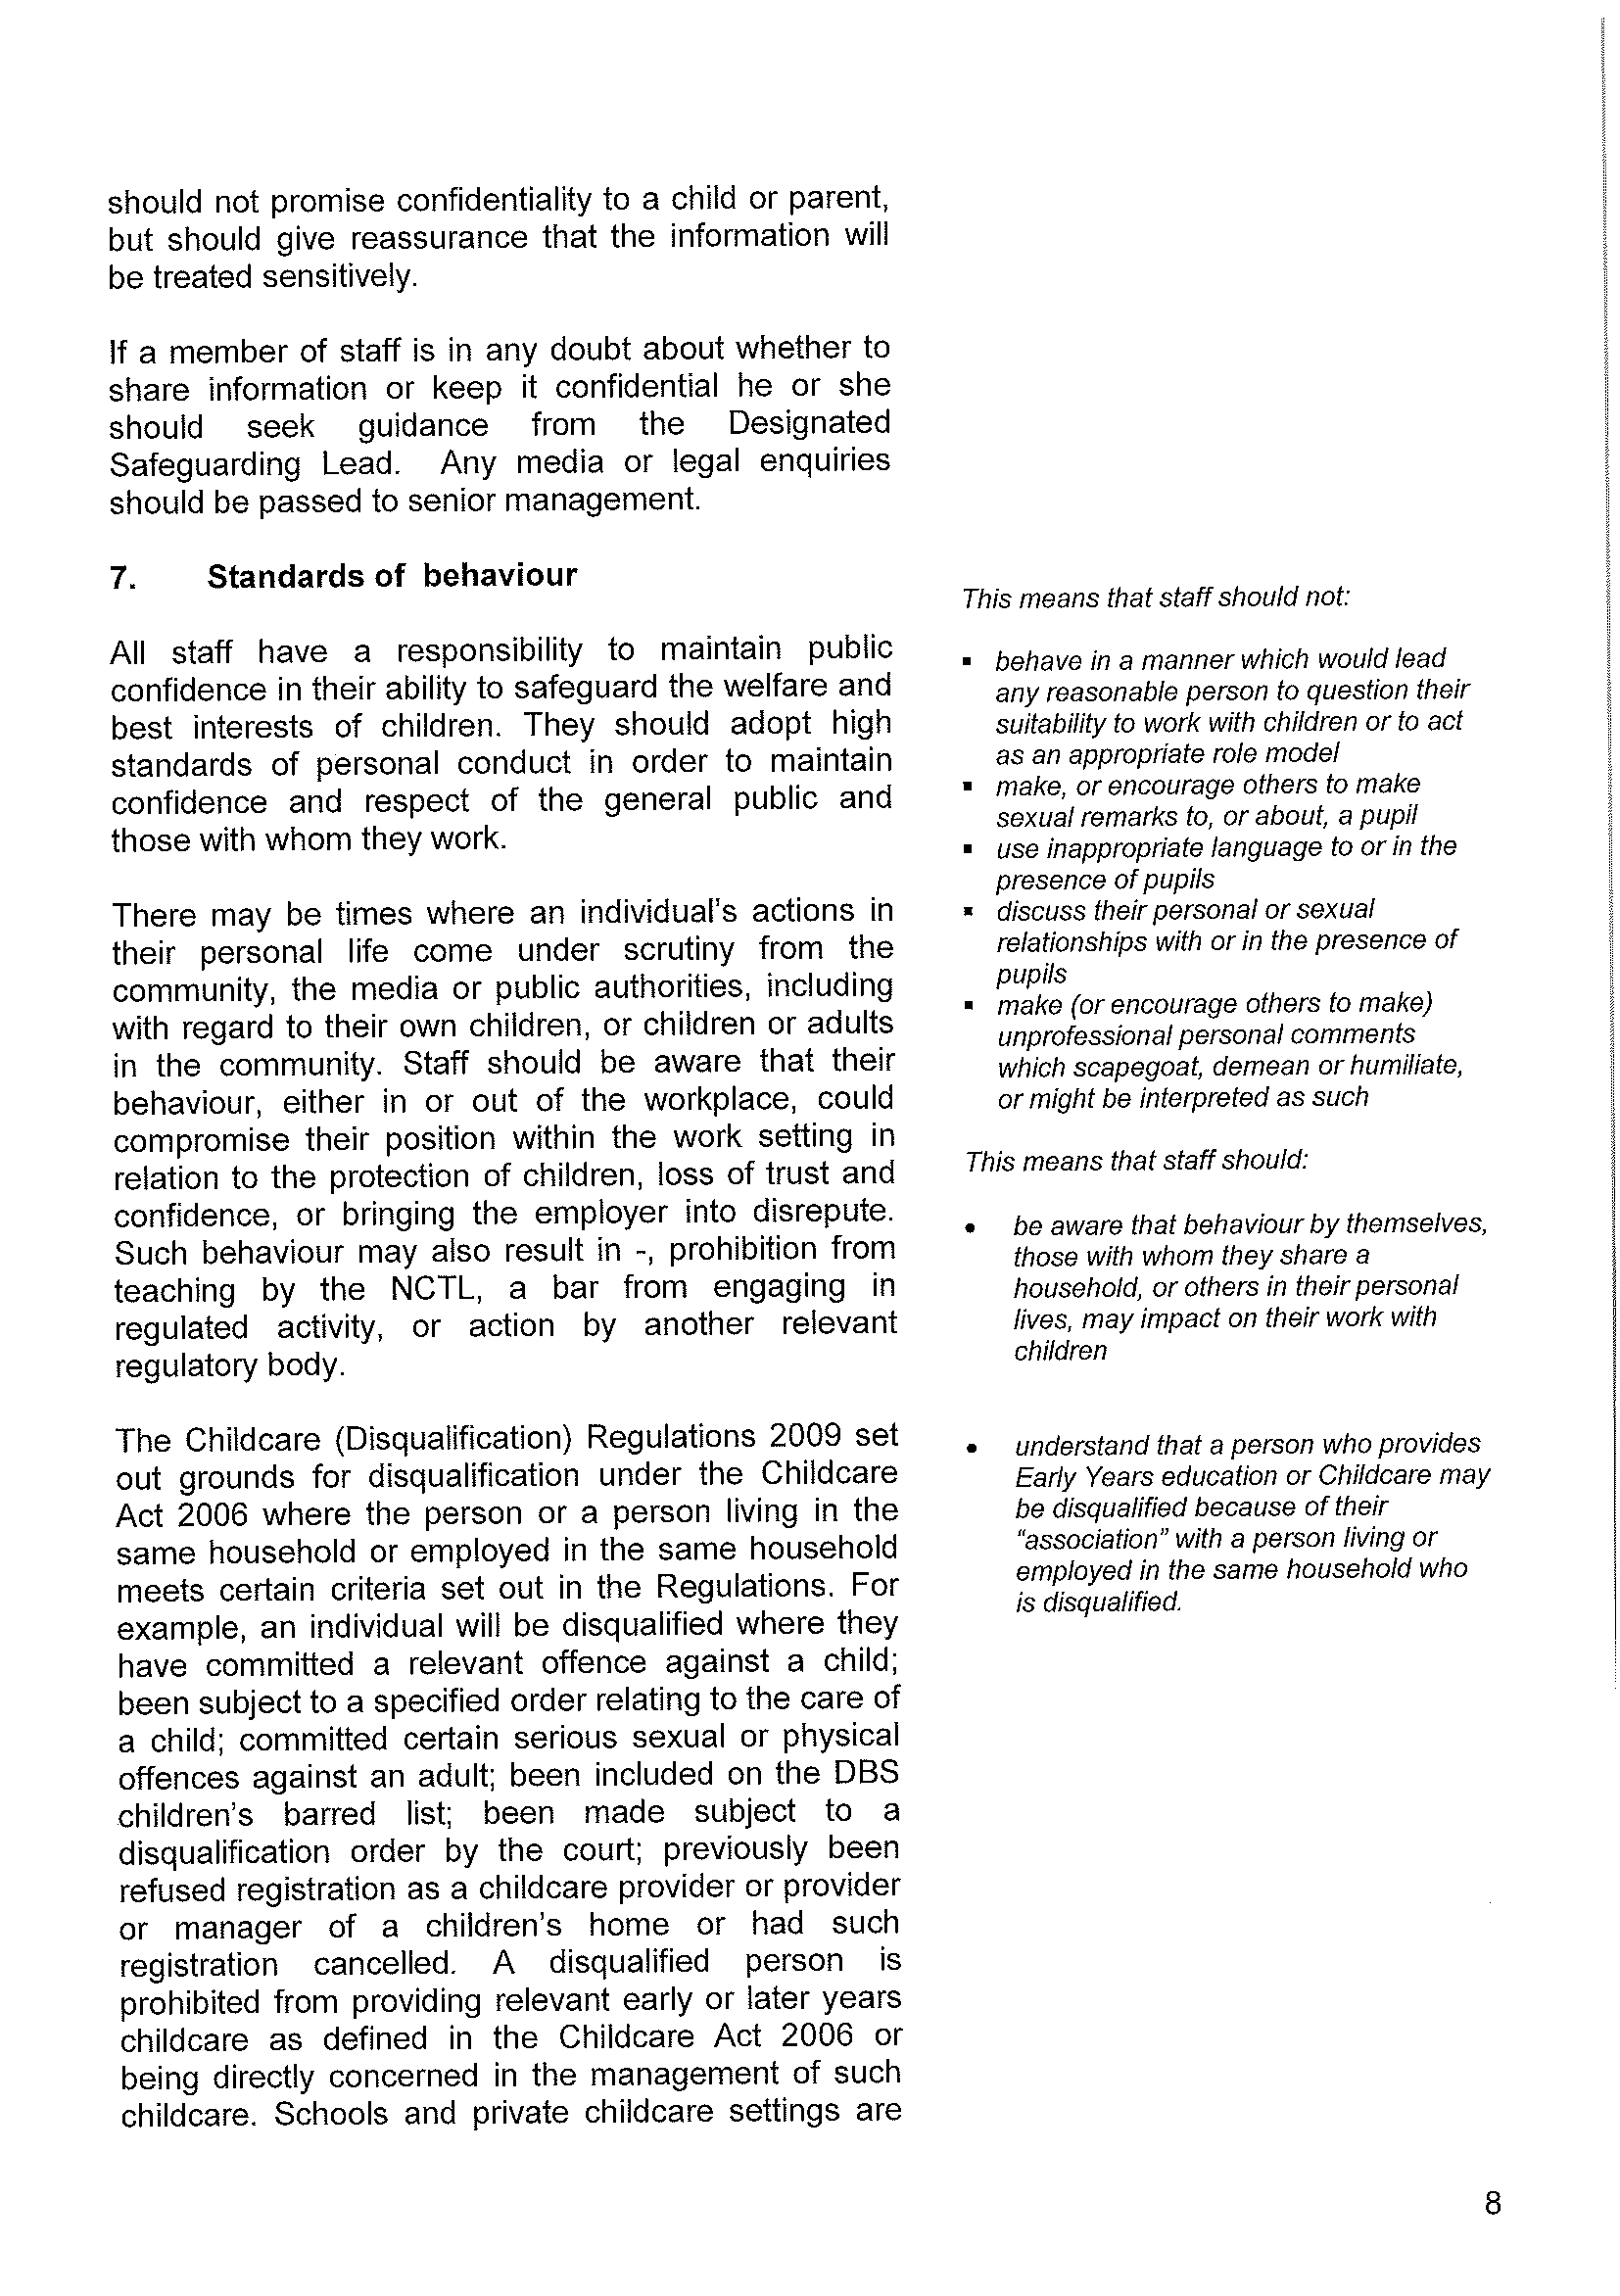 should not promise confidentiality to a child or parent,
but should give reassurance that the information will
be treated sensitively.
If a member of staff is in any doubt about whether to
share information or keep it confidential he or she
should seek guidance from the Designated
Safeguarding Lead. Any media or legal enquiries
should be passed to senior management.
7. Standards of behaviour
All staff have a responsibility to maintain public
confidence in their ability to safeguard the welfare and
best interests of children. They should adopt high
standards of personal conduct in order to maintain
confidence and respect of the general public and
those with whom they work.
There may be times where an individual's actions in
their personal life come under scrutiny from the
community, the media or public authorities, including
with regard to their own children, or children or adults
in the community. Staff should be aware that their
behaviour, either in or out of the workplace, could
compromise their position within the work setting in
relation to the protection of children, loss of trust and
confidence, or bringing the employer into disrepute.
Such behaviour may also result in -, prohibition from
teaching by the NCTL, a bar from engaging in
regulated activity, or action by another relevant
regulatory body.
The Childcare (Disqualification) Regulations 2009 set
out grounds for disqualification under the Childcare
Act 2006 where the person or a person living in the
same household or employed in the same household
meets certain criteria set out in the Regulations. For
example, an individual will be disqualified where they
have committed a relevant offence against a child;
been subject to a specified order relating to the care of
a child; committed certain serious sexual or physical
offences against an adult; been included on the DBS
children's barred list; been made subject to a
disqualification order by the court; previously been
refused registration as a childcare provider or provider
or manager of a children's home or had such
registration cancelled. A disqualified person is
prohibited from providing relevant early or later years
childcare as defined in the Childcare Act 2006 or
being directly concerned in the management of such
childcare. Schools and private childcare settings are
This means that staff should not:
▪ behave in a manner which would lead
any reasonable person to question their
suitability to work with children or to act
as an appropriate role model
▪ make, or encourage others to make
sexual remarks to, or about, a pupil
▪ use inappropriate language to or in the
presence of pupils
▪ discuss their personal or sexual
relationships with or in the presence of
pupils
▪ make (or encourage others to make)
unprofessional personal comments
which scapegoat, demean or humiliate,
or might be interpreted as such
This means that staff should:
• be aware that behaviour by themselves,
those with whom they share a
household, or others in their personal
lives, may impact on their work with
children
• understand that a person who provides
Early Years education or Childcare may
be disqualified because of their
"association" with a person living or
employed in the same household who
is disqualified.
8